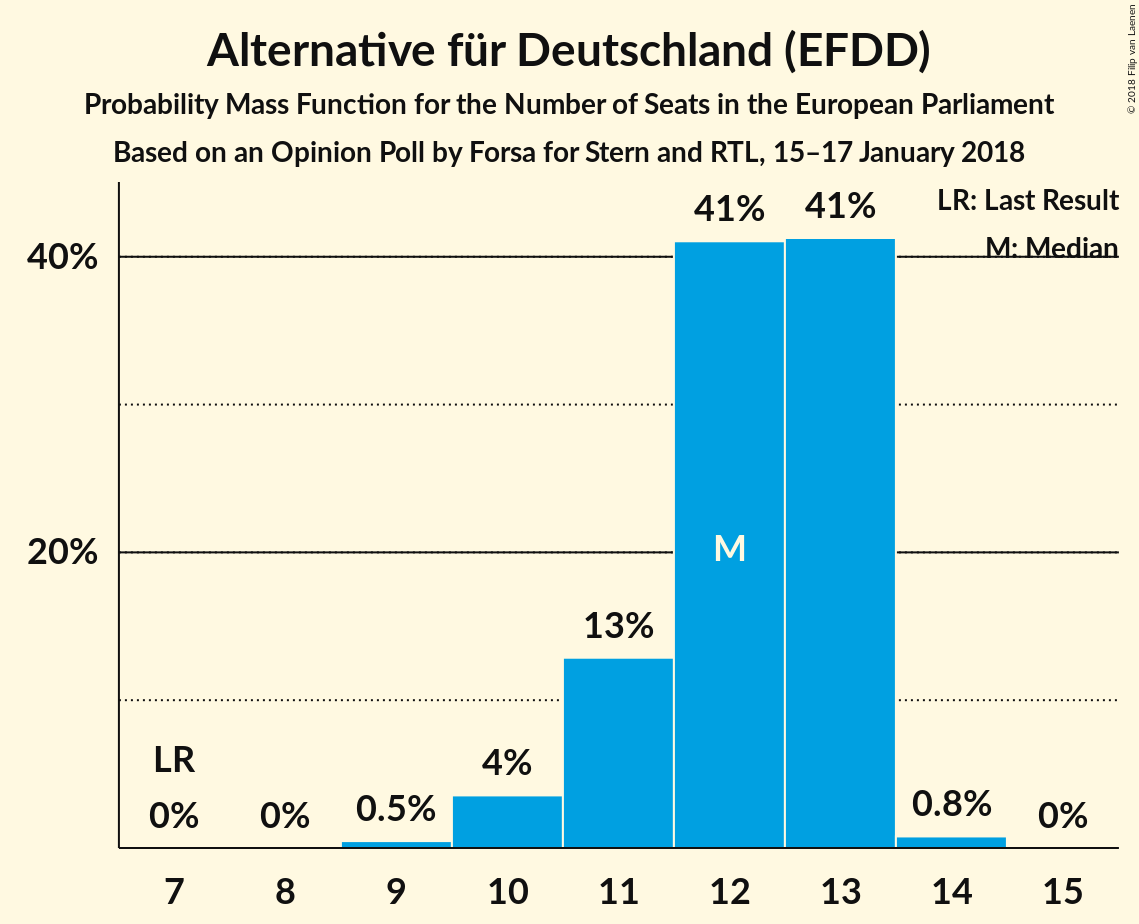 Alternative für Deutschland (EFDD)
Probability Mass Function for the Number of Seats in the European Parliament
Based on an Opinion Poll by Forsa for Stern and RTL, 15–17 January 2018
© 2018 Filip van Laenen
LR: Last Result
M: Median
41%
41%
40%
M
20%
13%
LR
4%
0%
0%
0.5%
0.8%
0%
7
8
9
10
11
12
13
14
15